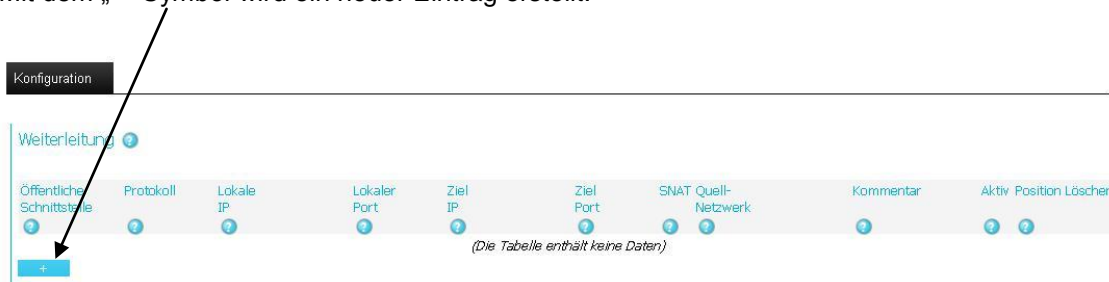 mit dem „+“ Symbol wird ein neuer Eintrag erstellt.
Konfiguration
Weiterleitung ?
Öffentliche Protokoll Lokale Lokaler Ziel Ziel SNAT Quell- Kommentar Aktiv Position Löschen
Schnittstelle IP Port IP Port Netzwerk
? ? ? ? ? ? ? ? ? ? ?
(Die Tabelle enthält keine Daten)
+